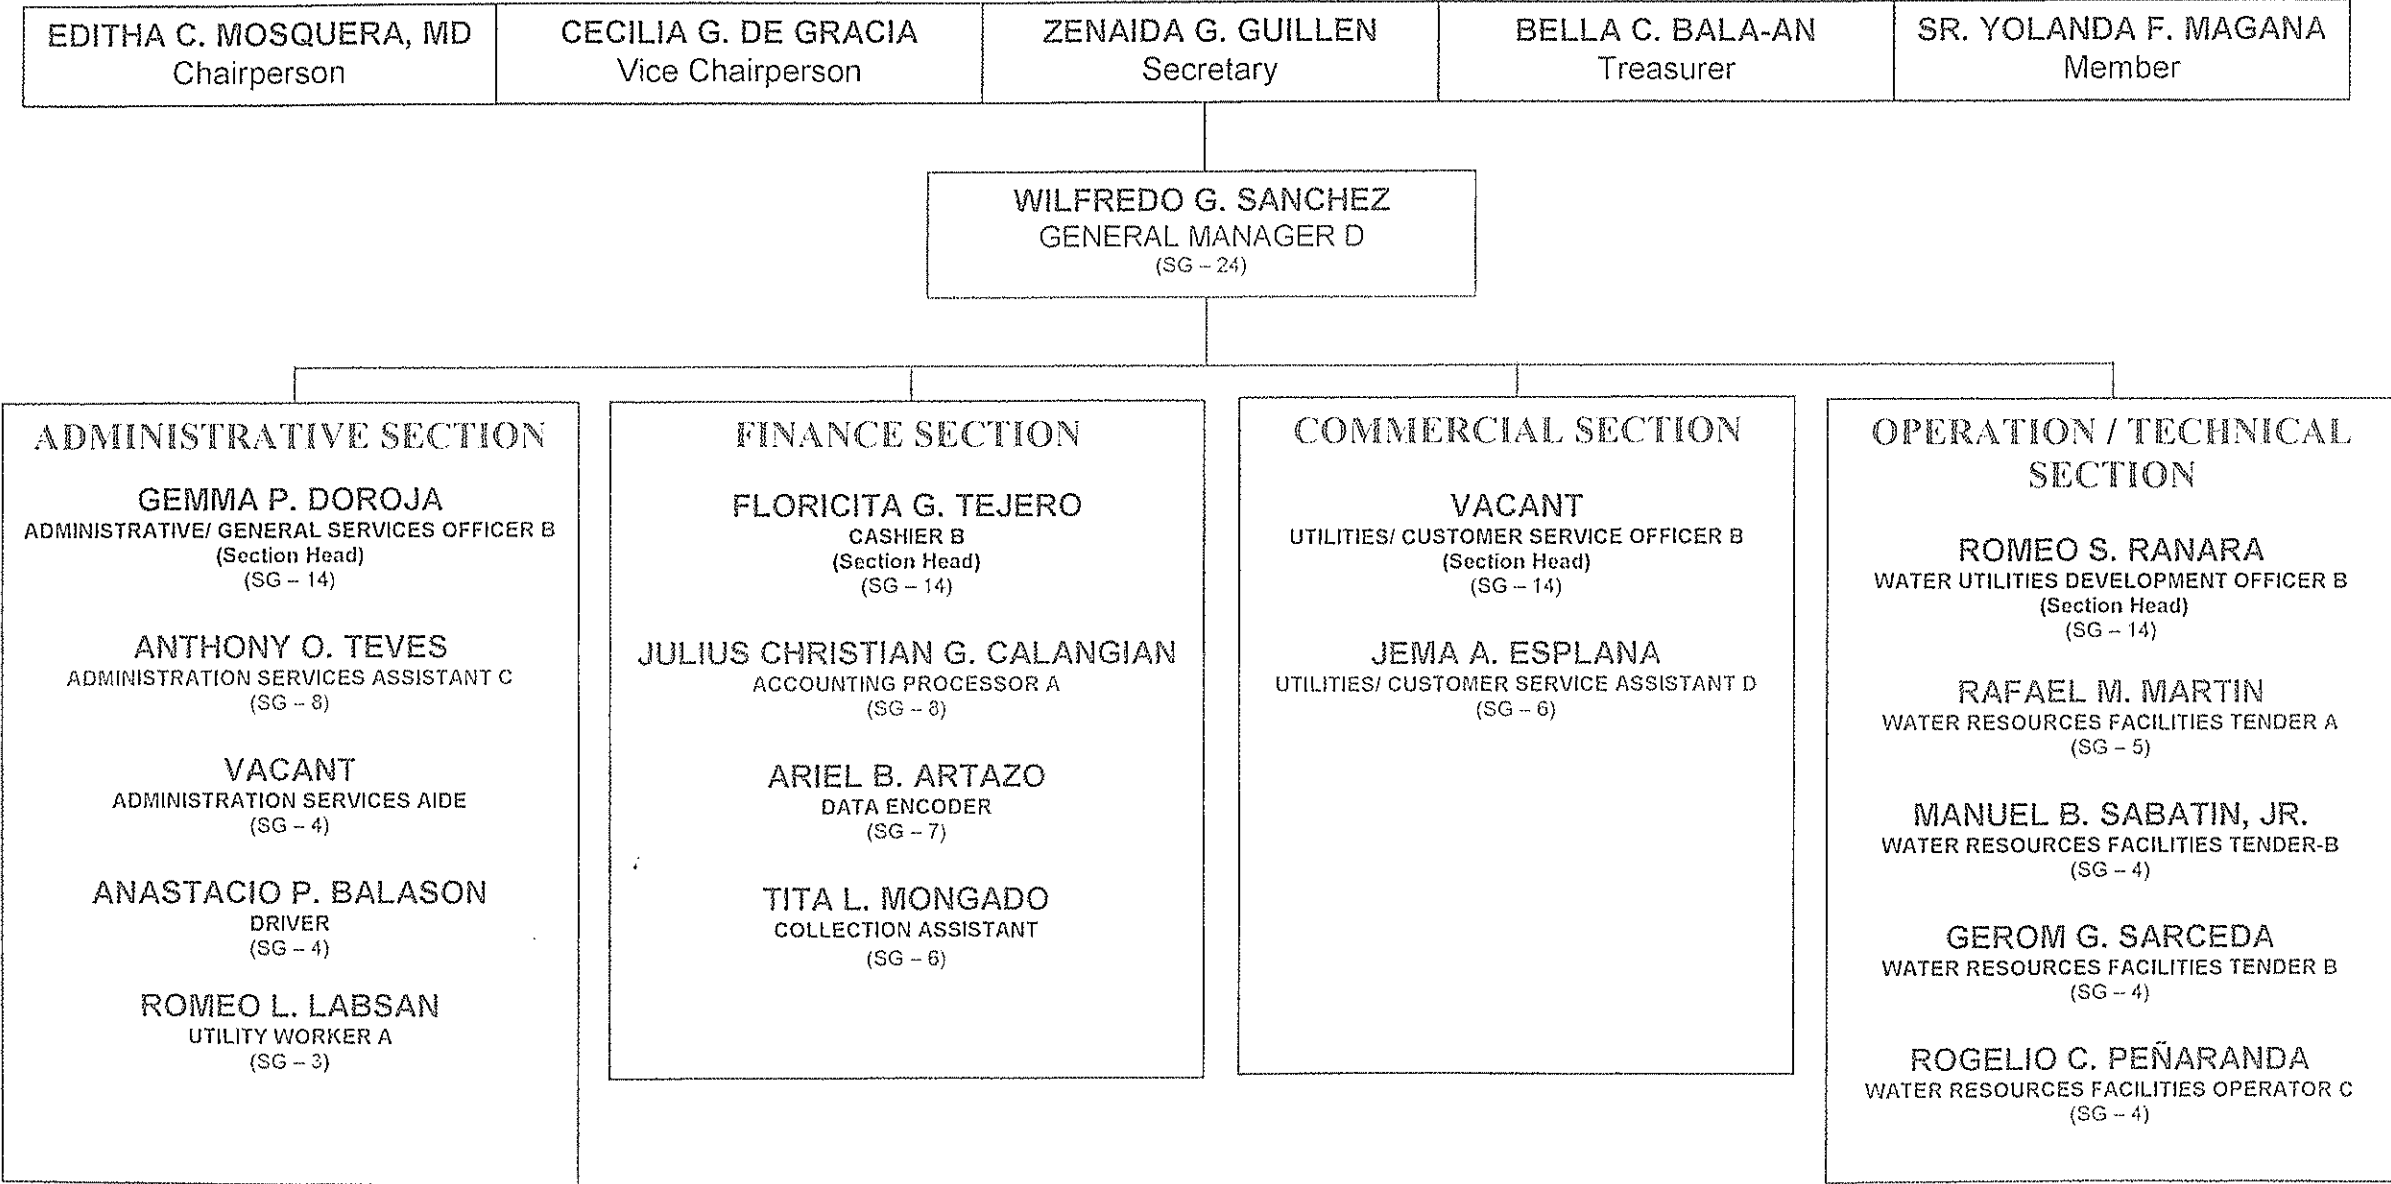 EDITHA C. MOSQUERA, MD
Chairperson
CECILIA G. DE GRACIA
Vice Chairperson
ZENAIDA G. GUILLEN
Secretary
BELLA C. BALA-AN
Treasurer
SR. YOLANDA F. MAGANA
Member
WILFREDO G. SANCHEZ
GENERAL MANAGER D
(SG – 24)
ADMINISTRATIVE SECTION
GEMMA P. DOROJA
ADMINISTRATIVE/ GENERAL SERVICES OFFICER B
(Section Head)
(SG – 14)
ANTHONY O. TEVES
ADMINISTRATION SERVICES ASSISTANT C
(SG – 8)
VACANT
ADMINISTRATION SERVICES AIDE
(SG – 4)
ANASTACIO P. BALASON
DRIVER
(SG – 4)
ROMEO L. LABSAN
UTILITY WORKER A
(SG – 3)
FINANCE SECTION
FLORICITA G. TEJERO
CASHIER B
(Section Head)
(SG – 14)
JULIUS CHRISTIAN G. CALANGIAN
ACCOUNTING PROCESSOR A
(SG – 8)
ARIEL B. ARTAZO
DATA ENCODER
(SG – 7)
TITA L. MONGADO
COLLECTION ASSISTANT
(SG – 6)
COMMERCIAL SECTION
VACANT
UTILITIES/ CUSTOMER SERVICE OFFICER B
(Section Head)
(SG – 14)
JEMA A. ESPLANA
UTILITIES/ CUSTOMER SERVICE ASSISTANT D
(SG – 6)
OPERATION / TECHNICAL
SECTION
ROMEO S. RANARA
WATER UTILITIES DEVELOPMENT OFFICER B
(Section Head)
(SG – 14)
RAFAEL M. MARTIN
WATER RESOURCES FACILITIES TENDER A
(SG – 5)
MANUEL B. SABATIN, JR.
WATER RESOURCES FACILITIES TENDER-B
(SG – 4)
GEROM G. SARCEDA
WATER RESOURCES FACILITIES TENDER B
(SG – 4)
ROGELIO C. PEÑARANDA
WATER RESOURCES FACILITIES OPERATOR C
(SG – 4)